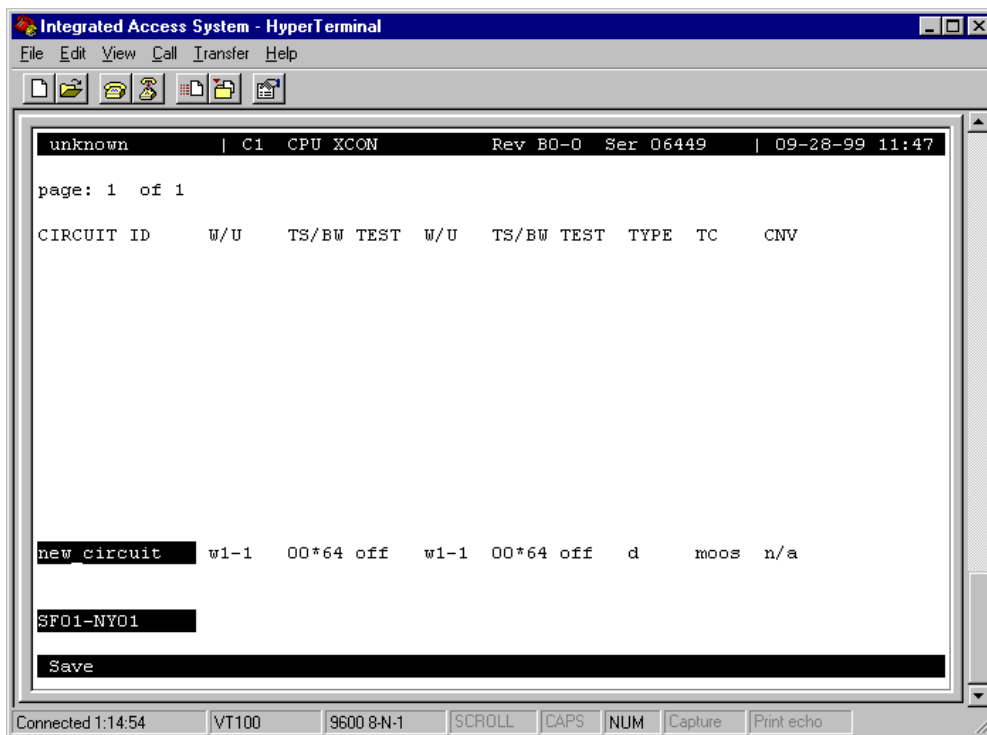 Integrated Access System - HyperTerminal
File Edit View Call Transfer Help
unknown | C1 CPU XCON Rev B0-0 Ser 06449 | 09-28-99 11:47
page: 1 of 1
CIRCUIT ID W/U TS/BW TEST W/U TS/BW TEST TYPE TC CNV
new_circuit w1-1 00*64 off w1-1 00*64 off d moos n/a
SF01-NY01
Save
Connected 1:14:54 VT100 9600 8-N-1 SCROLL CAPS NUM Capture Print echo